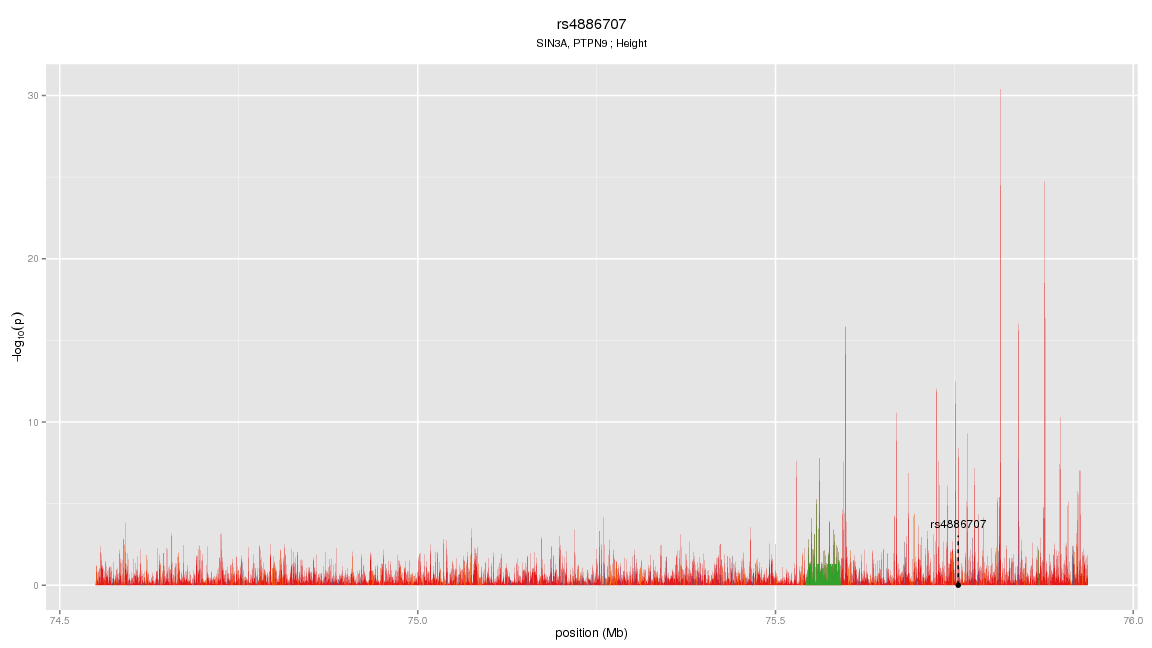 rs4886707
SIN3A, PTPN9 ; Height
30
20
10
0
−log10(p)
rs4886707
74.5
75.0
75.5
76.0
position (Mb)